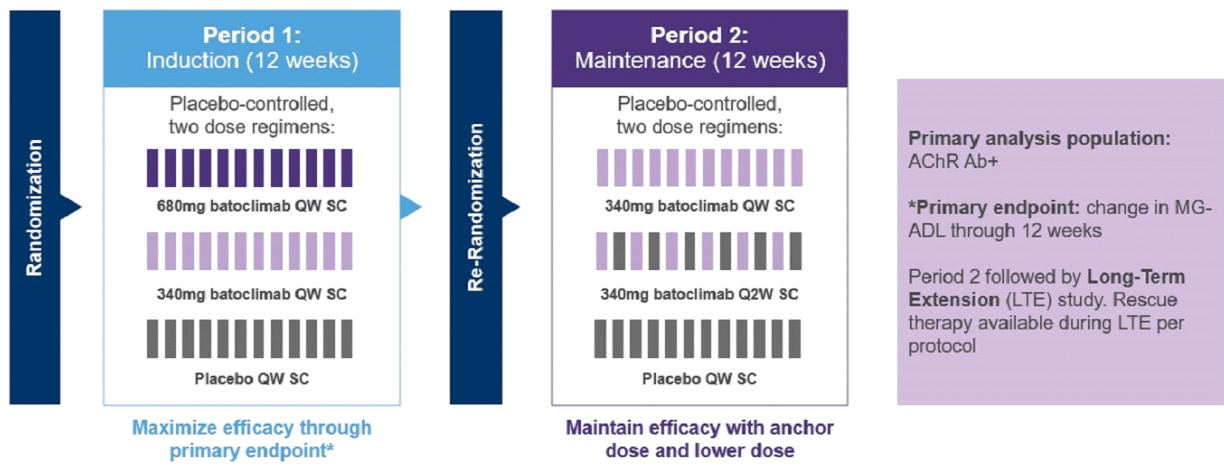 Randomization
Period 1:
Induction (12 weeks)
Placebo-controlled,
two dose regimens:
680mg batoclimab QW SC
340mg batoclimab QW SC
Placebo QW SC
Maximize efficacy through
primary endpoint*
Re-Randomization
Period 2:
Maintenance (12 weeks)
Placebo-controlled,
two dose regimens:
340mg batoclimab QW SC
340mg batoclimab Q2W SC
Placebo QW SC
Maintain efficacy with anchor
dose and lower dose
Primary analysis population:
AChR Ab+
*Primary endpoint: change in MG-
ADL through 12 weeks
Period 2 followed by Long-Term
Extension (LTE) study. Rescue
therapy available during LTE per
protocol